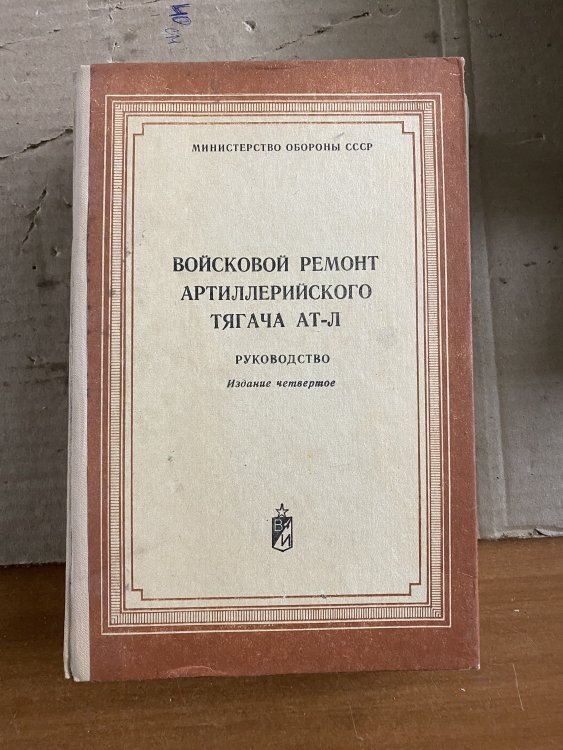 МИНИСТЕРСТВО ОБОРОНЫ СССР
ВОЙСКОВОЙ РЕМОНТ
АРТИЛЛЕРИЙСКОГО
ТЯГАЧА АТ-Л
РУКОВОДСТВО
Издание четвертое
В
И